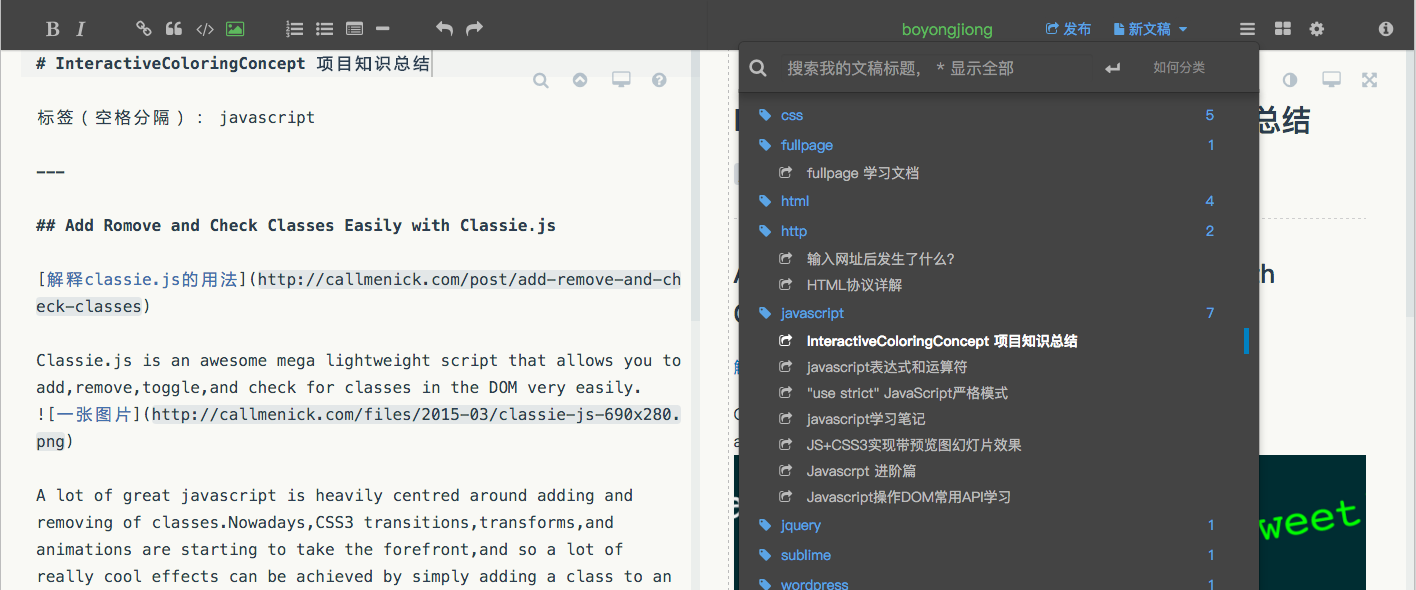 B I
boyongjiong 发布 新文稿
# InteractiveColoringConcept 项目知识总结
标签（空格分隔）： javascript
---
## Add Romove and Check Classes Easily with Classie.js
[解释classie.js的用法](http://callmenick.com/post/add-remove-and-ch
eck-classes)
Classie.js is an awesome mega lightweight script that allows you to
add,remove,toggle,and check for classes in the DOM very easily.
![一张图片](http://callmenick.com/files/2015-03/classie-js-690x280.
png)
A lot of great javascript is heavily centred around adding and
removing of classes.Nowadays,CSS3 transitions,transforms,and
animations are starting to take the forefront,and so a lot of
really cool effects can be achieved by simply adding a class to an
搜索我的文稿标题， * 显示全部 如何分类
css 5
fullpage 1
fullpage 学习文档
html 4
http 2
输入网址后发生了什么?
HTML协议详解
javascript 7
InteractiveColoringConcept 项目知识总结
javascript表达式和运算符
"use strict" JavaScript严格模式
javascript学习笔记
JS+CSS3实现带预览图幻灯片效果
Javascrpt 进阶篇
Javascript操作DOM常用API学习
jquery 1
sublime 1
wordpress 1
总结
th
weet